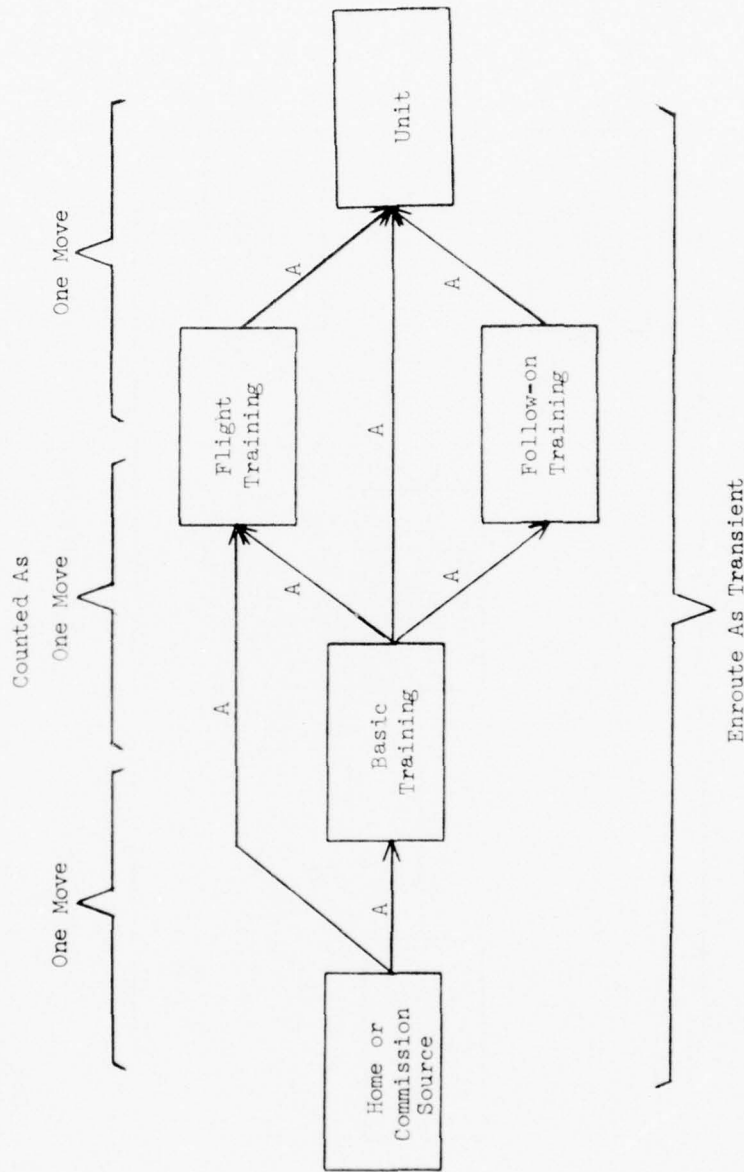 Counted As
One Move
One Move
One Move
A
Flight
Training
A
A
A
Home or
Commission
Source
A
Basic
Training
A
Unit
A
Follow-on
Training
A
Enroute As Transient